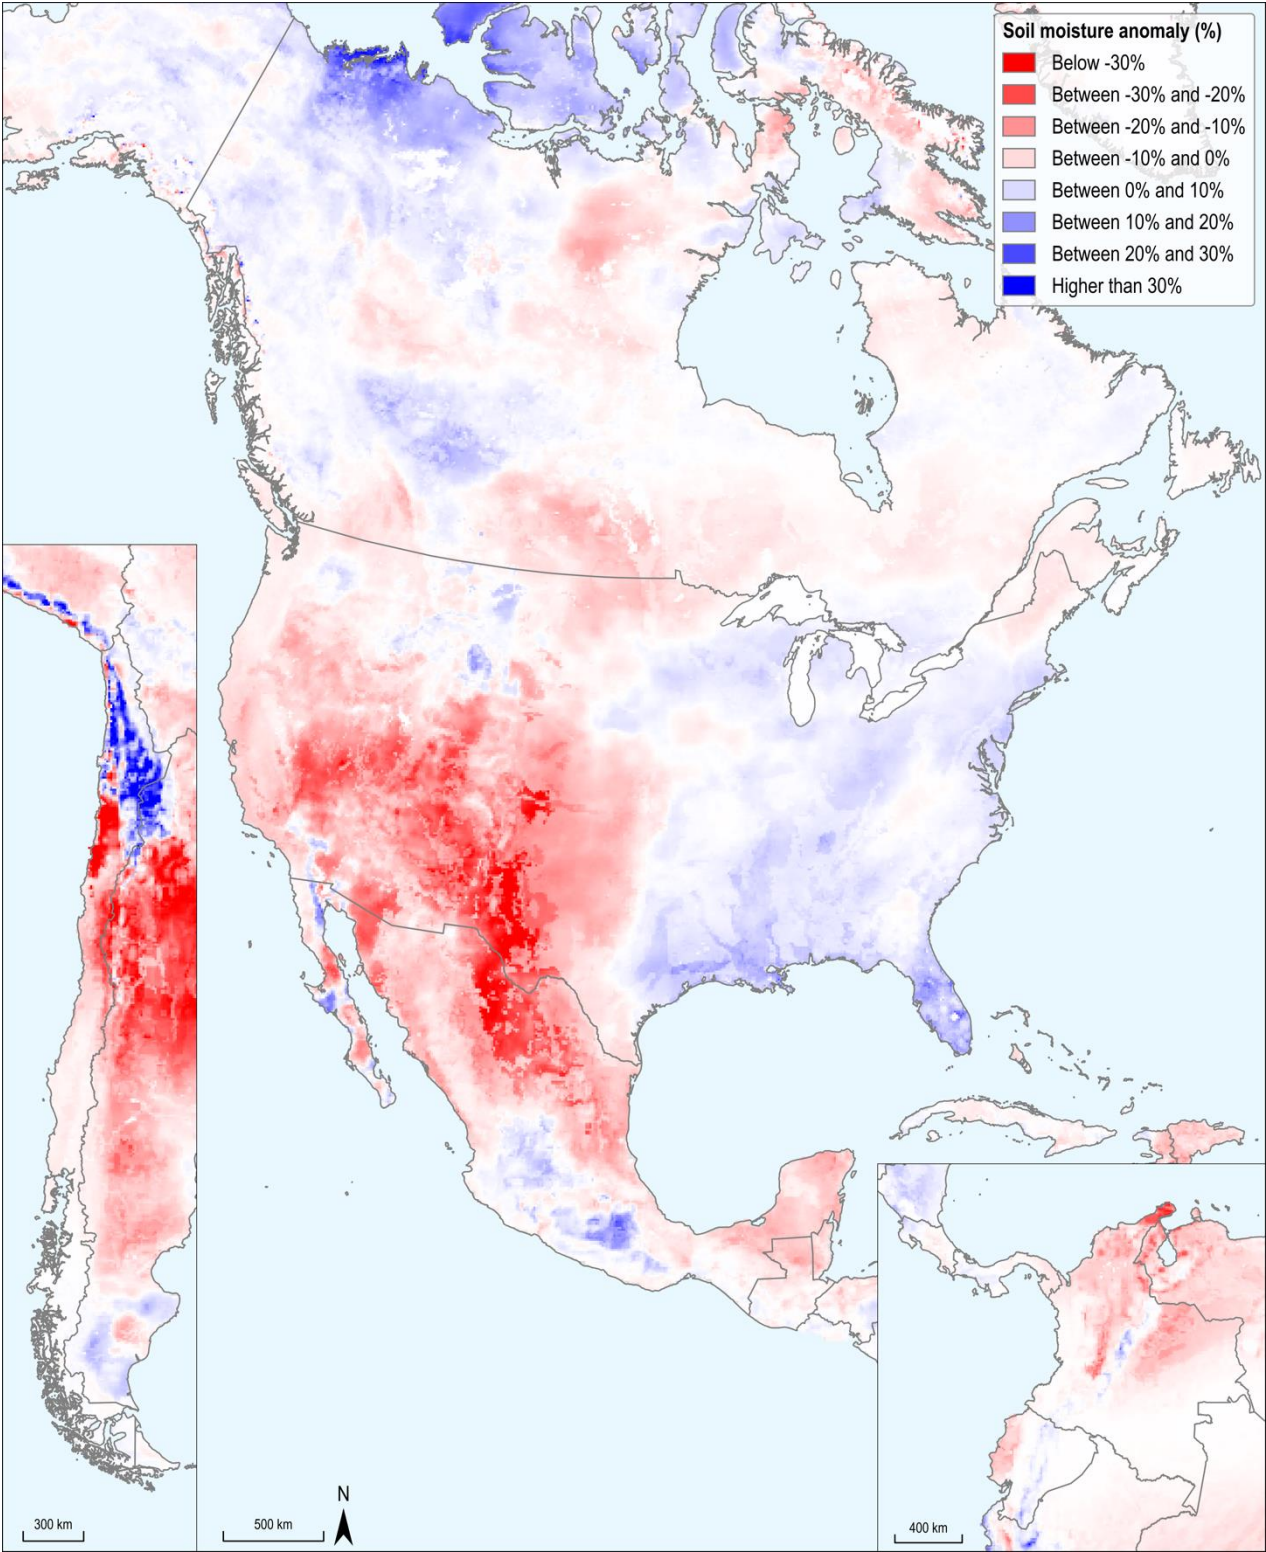 Soil moisture anomaly (%)
Below -30%
Between -30% and -20%
Between -20% and -10%
Between -10% and 0%
Between 0% and 10%
Between 10% and 20%
Between 20% and 30%
Higher than 30%
300 km
500 km
N
400 km